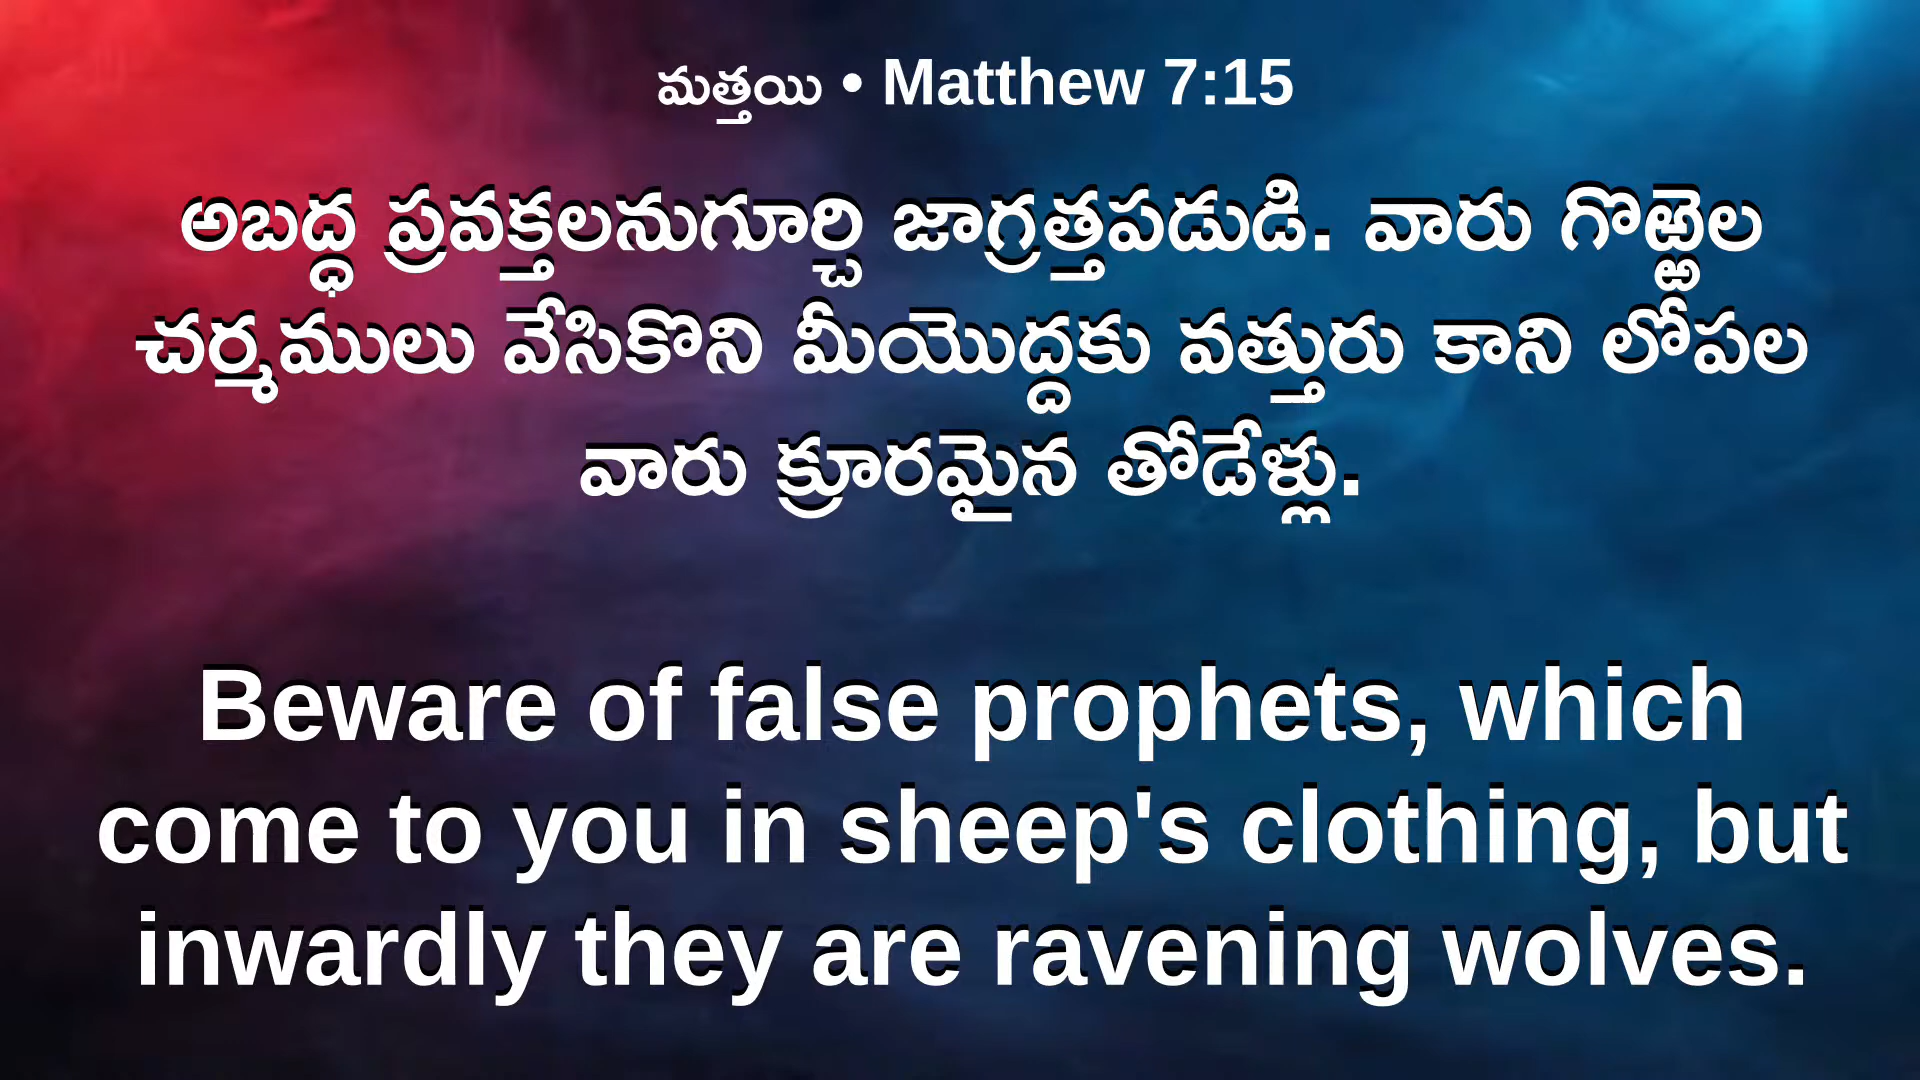 మత్తయి • Matthew 7:15
అబద్ధ ప్రవక్తలనుగూర్చి జాగ్రత్తపడుడి. వారు గొఱ్ఱెల
చర్మములు వేసికొని మీయొద్దకు వత్తురు కాని లోపల
వారు క్రూరమైన తోడేళ్లు.
Beware of false prophets, which
come to you in sheep's clothing, but
inwardly they are ravening wolves.